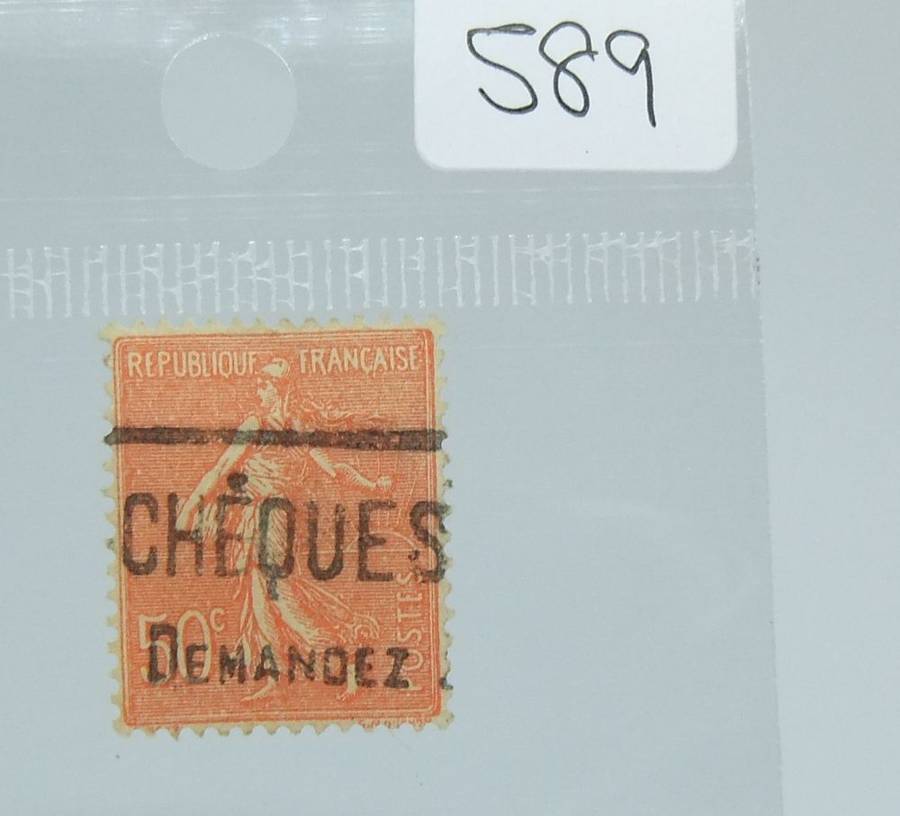 589
REPUBLIQUE FRANÇAISE
CHÈQUES
50c
DEMANDEZ
POSTES